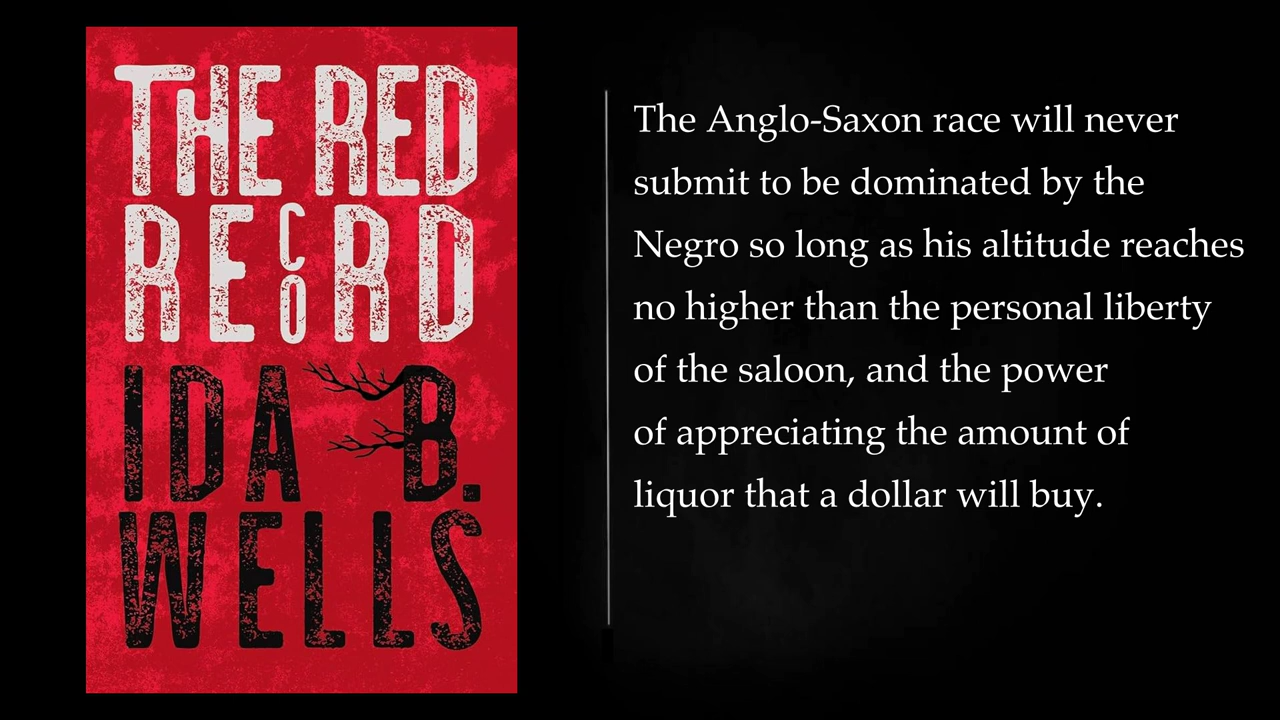 THE RED
RECORD
IDA B.
WELLS
The Anglo-Saxon race will never
submit to be dominated by the
Negro so long as his altitude reaches
no higher than the personal liberty
of the saloon, and the power
of appreciating the amount of
liquor that a dollar will buy.